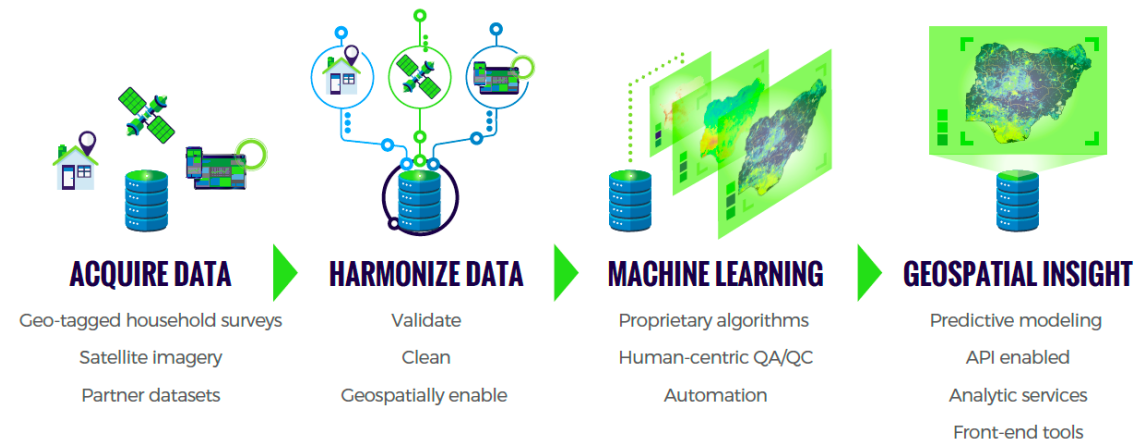 ACQUIRE DATA
Geo-tagged household surveys
Satellite imagery
Partner datasets
HARMONIZE DATA
Validate
Clean
Geospatially enable
MACHINE LEARNING
Proprietary algorithms
Human-centric QA/QC
Automation
GEOSPATIAL INSIGHT
Predictive modeling
API enabled
Analytic services
Front-end tools